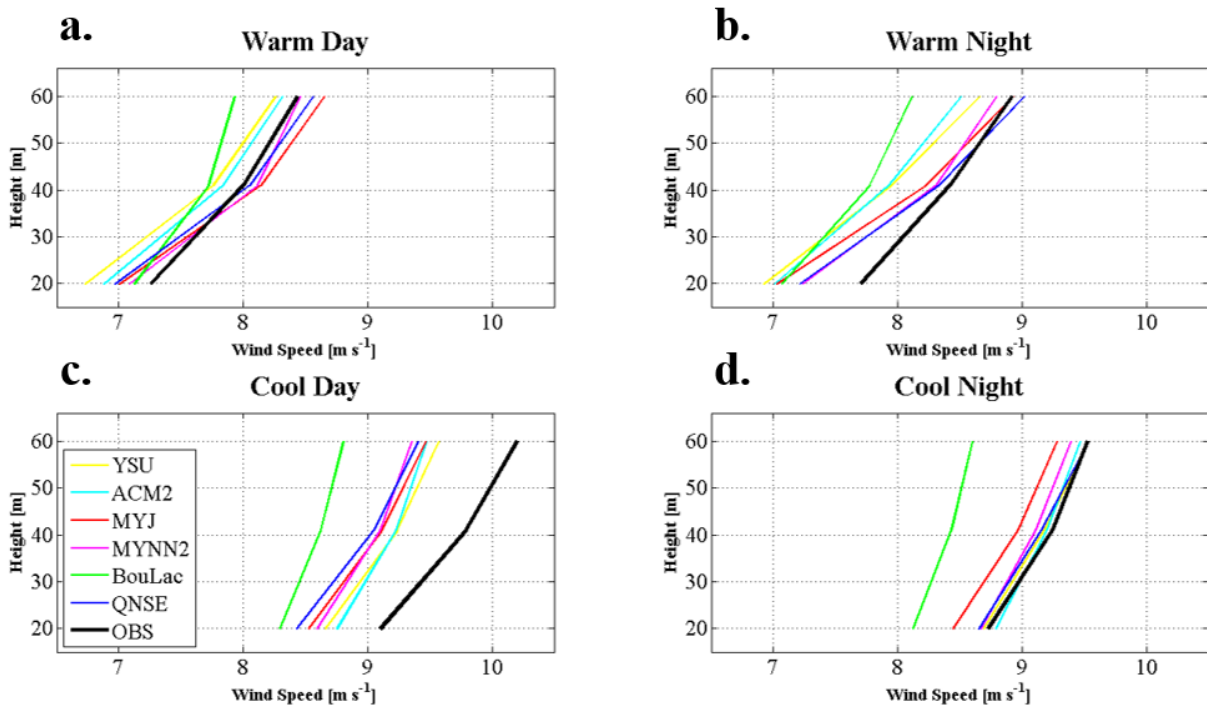 a.
Warm Day
60
50
40
30
20
Height [m]
7 8 9 10
Wind Speed [m s⁻¹]
b.
Warm Night
60
50
40
30
20
Height [m]
7 8 9 10
Wind Speed [m s⁻¹]
c.
Cool Day
60
50
40
30
20
Height [m]
YSU
ACM2
MYJ
MYNN2
BouLac
QNSE
OBS
7 8 9 10
Wind Speed [m s⁻¹]
d.
Cool Night
60
50
40
30
20
Height [m]
7 8 9 10
Wind Speed [m s⁻¹]